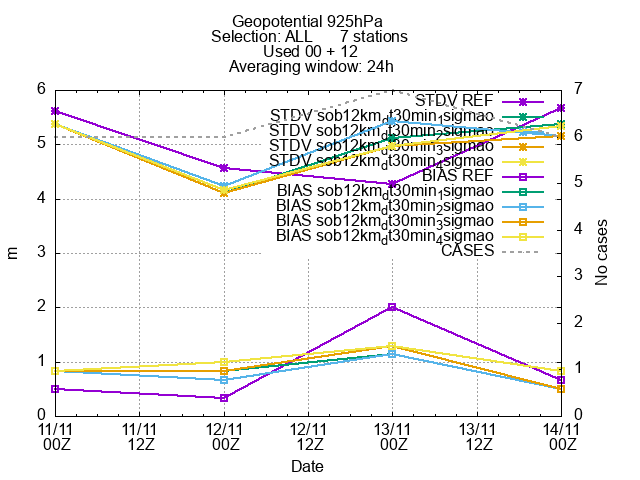 Geopotential 925hPa
Selection: ALL 7 stations
Used 00 + 12
Averaging window: 24h
6
5
4
3
2
1
0
m
7
6
5
4
3
2
1
0
No cases
STDV REF
STDV sob12km_dt30min_1sigmao
STDV sob12km_dt30min_2sigmao
STDV sob12km_dt30min_3sigmao
STDV sob12km_dt30min_4sigmao
BIAS REF
BIAS sob12km_dt30min_1sigmao
BIAS sob12km_dt30min_2sigmao
BIAS sob12km_dt30min_3sigmao
BIAS sob12km_dt30min_4sigmao
CASES
11/11 11/11 12/11 12/11 13/11 13/11 14/11
00Z 12Z 00Z 12Z 00Z 12Z 00Z
Date